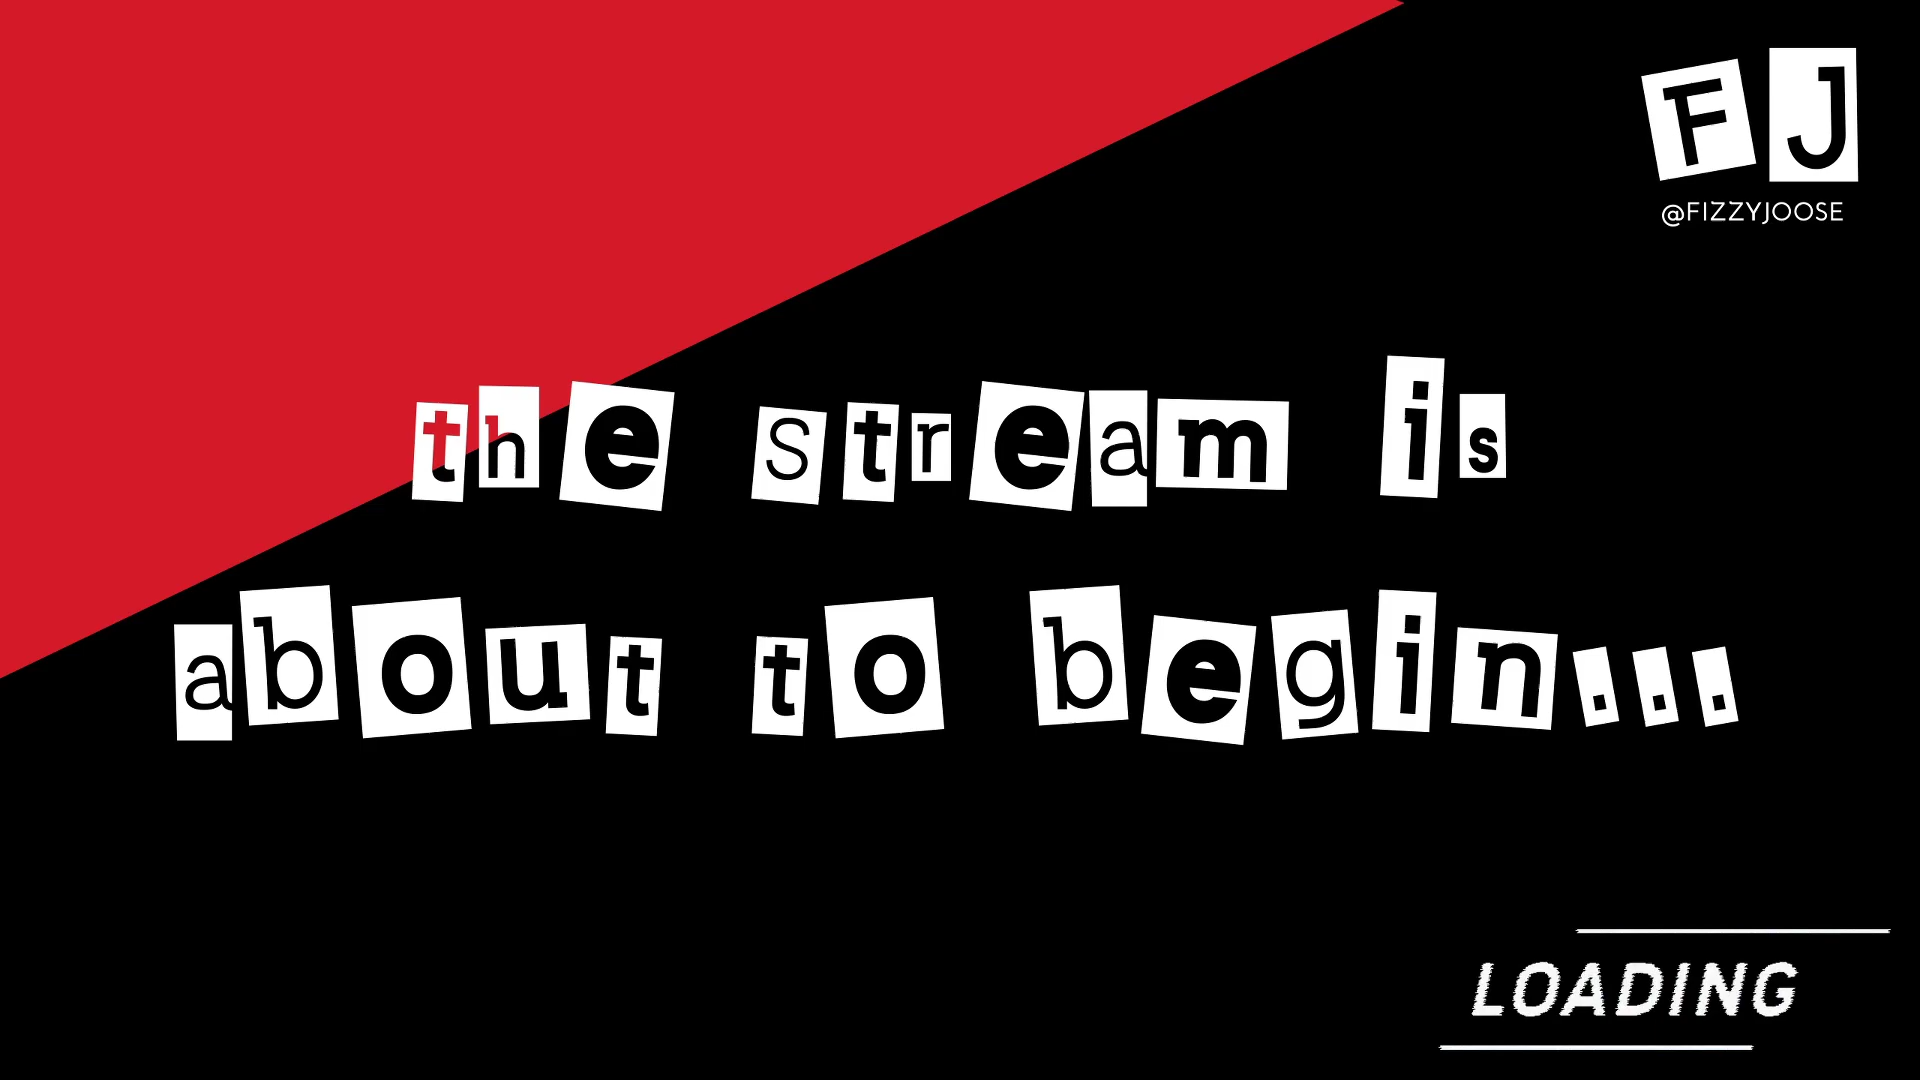 FJ
@FIZZYJOOSE
the stream is
about to begin...
LOADING